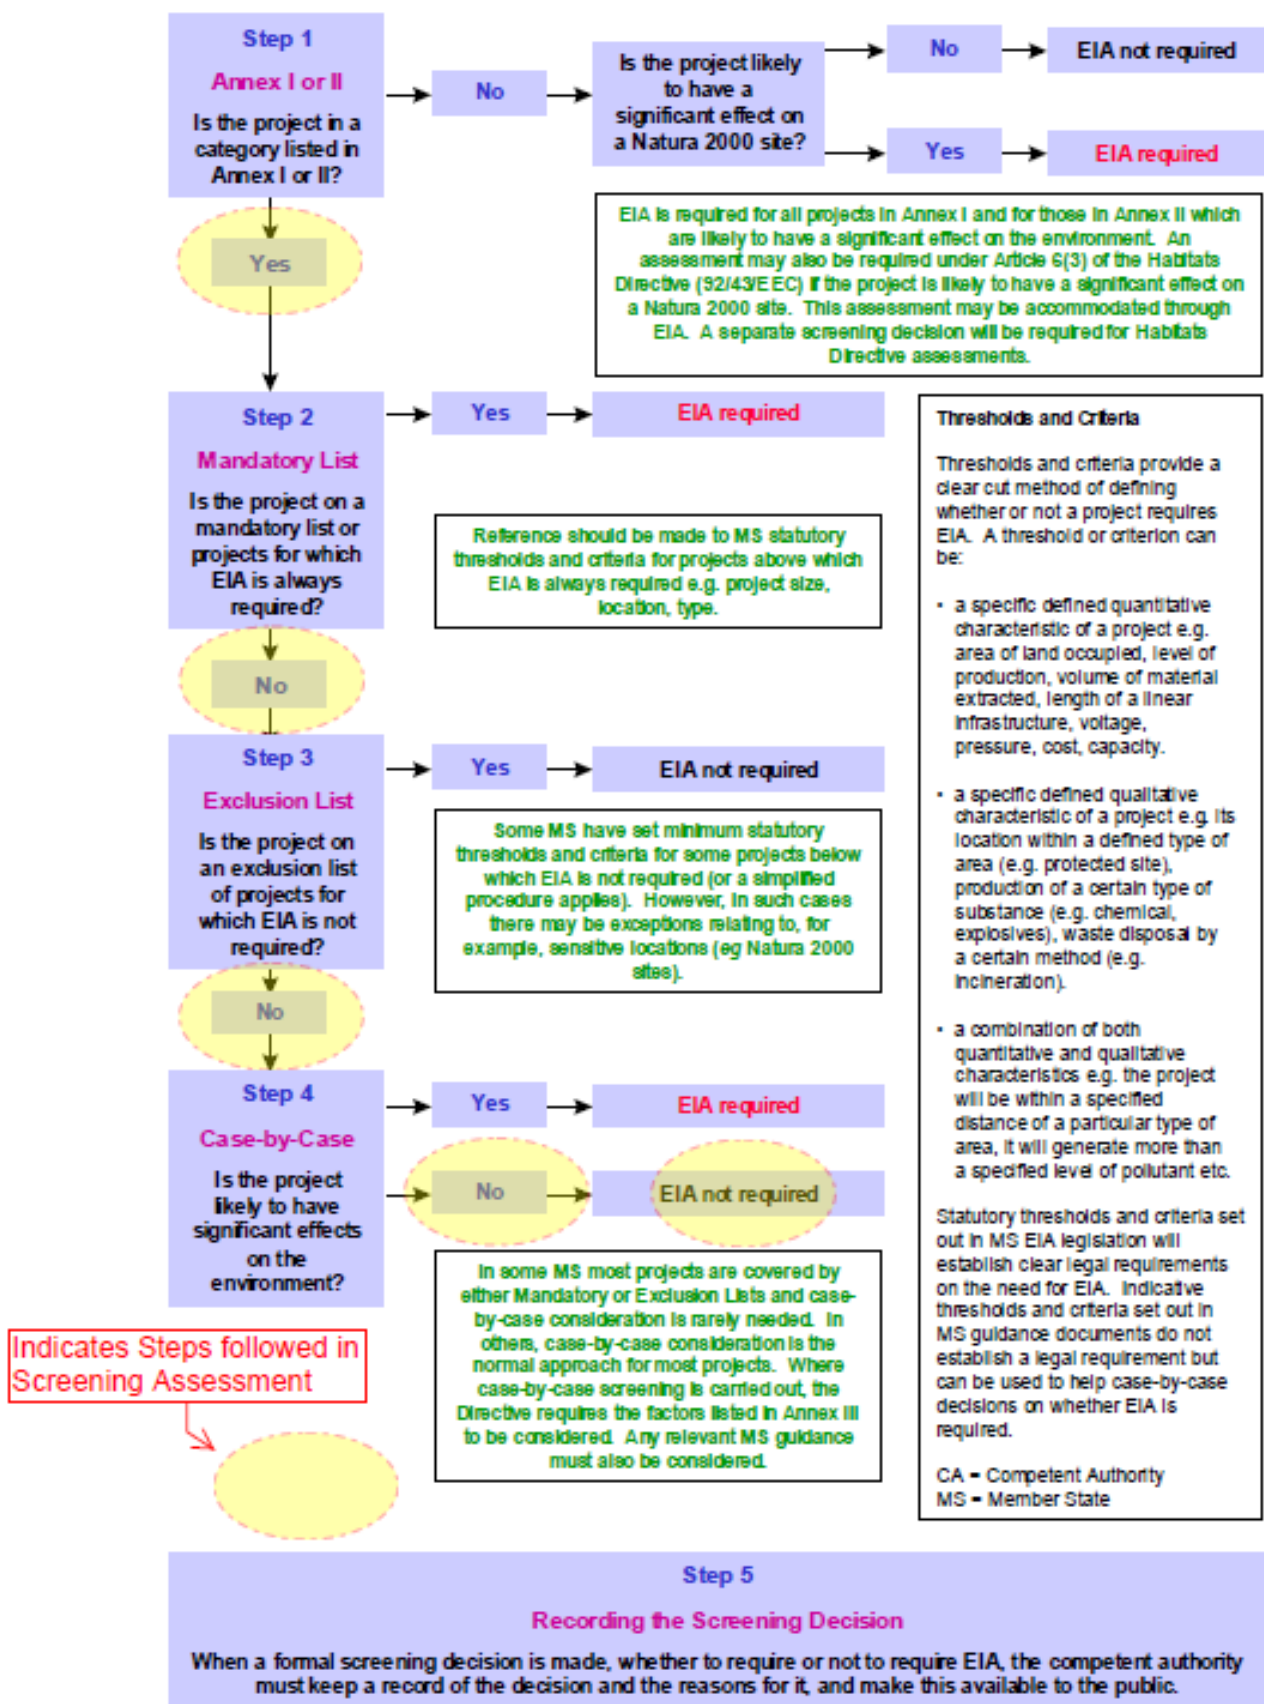 Step 1
Annex I or II
Is the project in a
category listed in
Annex I or II?
No
Is the project likely
to have a
significant effect on
a Natura 2000 site?
No
EIA not required
Yes
EIA required
Yes
EIA is required for all projects in Annex I and for those in Annex II which
are likely to have a significant effect on the environment. An
assessment may also be required under Article 6(3) of the Habitats
Directive (92/43/EEC) if the project is likely to have a significant effect on
a Natura 2000 site. This assessment may be accommodated through
EIA. A separate screening decision will be required for Habitats
Directive assessments.
Step 2
Mandatory List
Is the project on a
mandatory list or
projects for which
EIA is always
required?
Yes
EIA required
Reference should be made to MS statutory
thresholds and criteria for projects above which
EIA is always required e.g. project size,
location, type.
No
Step 3
Exclusion List
Is the project on
an exclusion list
of projects for
which EIA is not
required?
Yes
EIA not required
Some MS have set minimum statutory
thresholds and criteria for some projects below
which EIA is not required (or a simplified
procedure applies). However, in such cases
there may be exceptions relating to, for
example, sensitive locations (eg Natura 2000
sites).
No
Step 4
Case-by-Case
Is the project
likely to have
significant effects
on the
environment?
Yes
EIA required
No
EIA not required
In some MS most projects are covered by
either Mandatory or Exclusion Lists and case-
by-case consideration is rarely needed. In
others, case-by-case consideration is the
normal approach for most projects. Where
case-by-case screening is carried out, the
Directive requires the factors listed in Annex III
to be considered. Any relevant MS guidance
must also be considered.
Thresholds and Criteria
Thresholds and criteria provide a
clear cut method of defining
whether or not a project requires
EIA. A threshold or criterion can
be:
• a specific defined quantitative
characteristic of a project e.g.
area of land occupied, level of
production, volume of material
extracted, length of a linear
infrastructure, voltage,
pressure, cost, capacity.
• a specific defined qualitative
characteristic of a project e.g. its
location within a defined type of
area (e.g. protected site),
production of a certain type of
substance (e.g. chemical,
explosives), waste disposal by
a certain method (e.g.
incineration).
• a combination of both
quantitative and qualitative
characteristics e.g. the project
will be within a specified
distance of a particular type of
area, it will generate more than
a specified level of pollutant etc.
Statutory thresholds and criteria set
out in MS EIA legislation will
establish clear legal requirements
on the need for EIA. Indicative
thresholds and criteria set out in
MS guidance documents do not
establish a legal requirement but
can be used to help case-by-case
decisions on whether EIA is
required.
CA = Competent Authority
MS = Member State
Indicates Steps followed in
Screening Assessment
Step 5
Recording the Screening Decision
When a formal screening decision is made, whether to require or not to require EIA, the competent authority
must keep a record of the decision and the reasons for it, and make this available to the public.